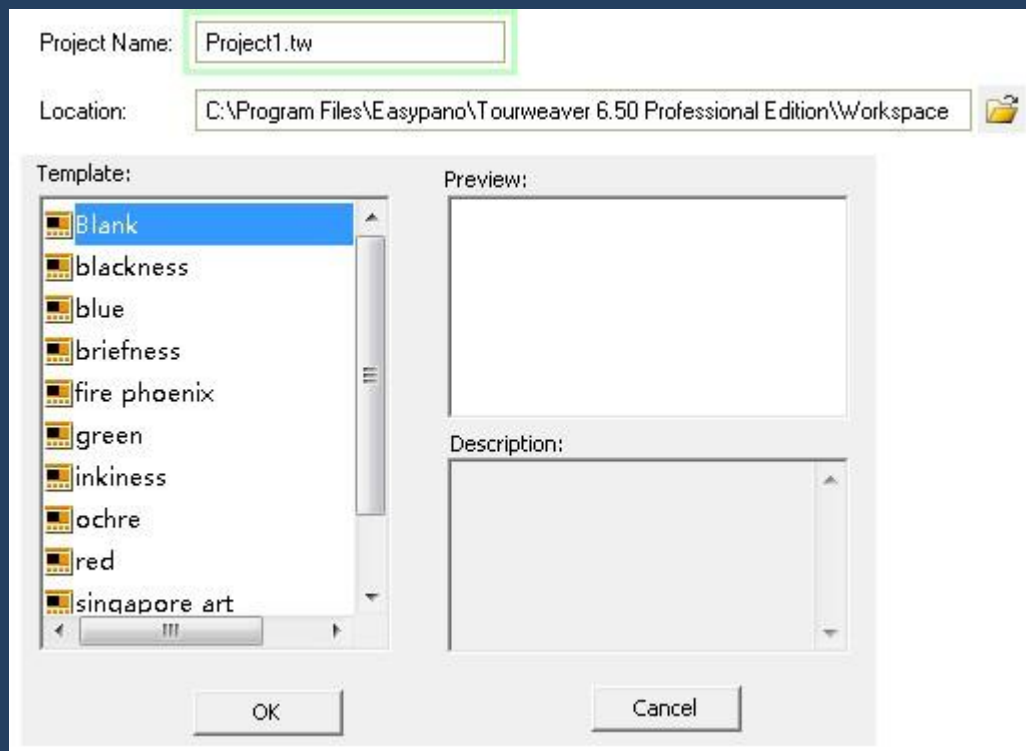 Project Name: Project1.tw
Location: C:\Program Files\Easypano\Tourweaver 6.50 Professional Edition\\Workspace
Template:
Blank
blackness
blue
briefness
fire phoenix
green
inkiness
ochre
red
singapore art
Preview:
Description:
OK
Cancel